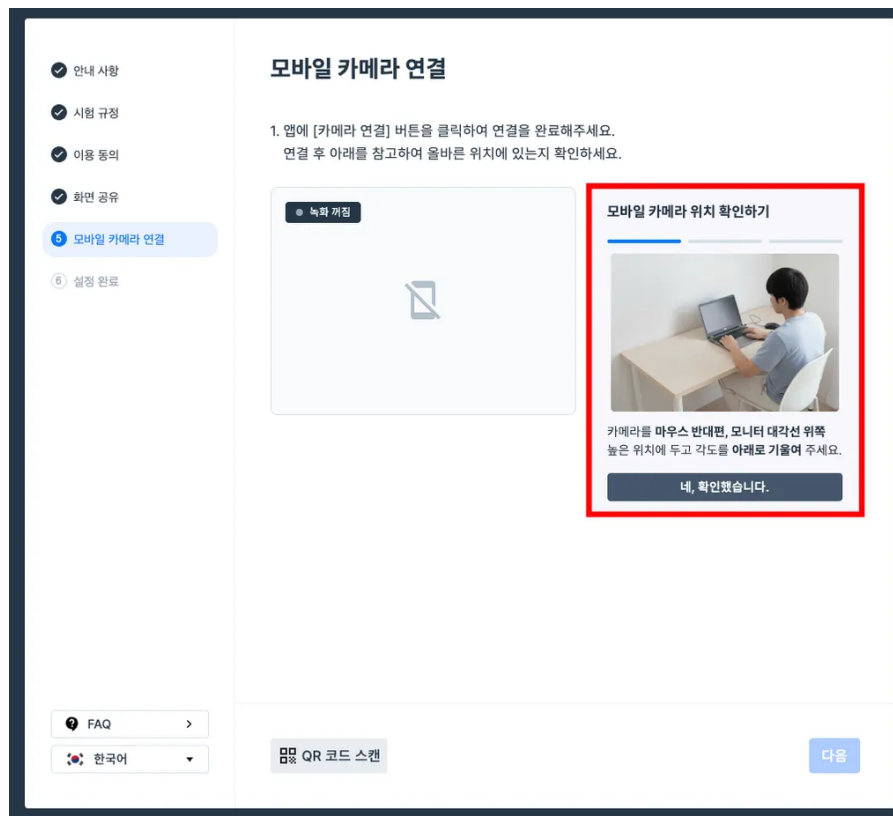 안내 사항
시험 규정
이용 동의
화면 공유
5 모바일 카메라 연결
6 설정 완료
FAQ
한국어
모바일 카메라 연결
1. 앱에 [카메라 연결] 버튼을 클릭하여 연결을 완료해주세요.
연결 후 아래를 참고하여 올바른 위치에 있는지 확인하세요.
녹화 꺼짐
모바일 카메라 위치 확인하기
카메라를 마우스 반대편, 모니터 대각선 위쪽
높은 위치에 두고 각도를 아래로 기울여 주세요.
네, 확인했습니다.
QR 코드 스캔
다음